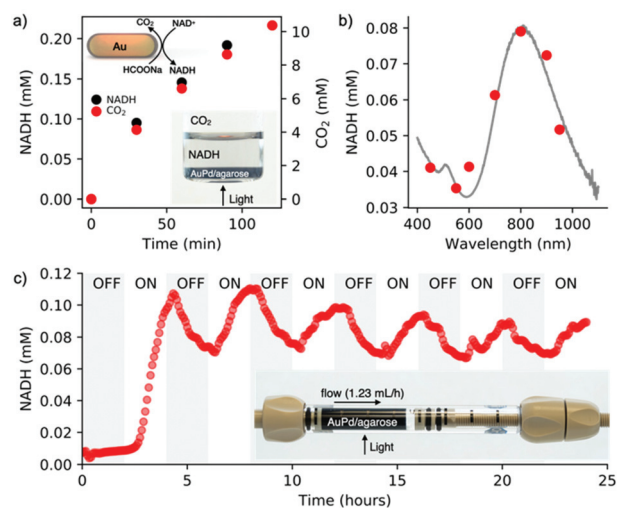 a)
CO₂
NAD⁺
Au
HCOONa
NADH
NADH
CO₂
CO₂
NADH
AuPd/agarose
Light
NADH (mM)
0.20
0.15
0.10
0.05
0.00
CO₂ (mM)
10
8
6
4
2
0
0 30 60 90 120
Time (min)
b)
NADH (mM)
0.08
0.07
0.06
0.05
0.04
0.03
400 600 800 1000
Wavelength (nm)
c)
OFF ON OFF ON OFF ON OFF ON OFF ON OFF ON
NADH (mM)
0.12
0.10
0.08
0.06
0.04
0.02
0.00
flow (1.23 mL/h)
AuPd/agarose
Light
0 5 10 15 20 25
Time (hours)